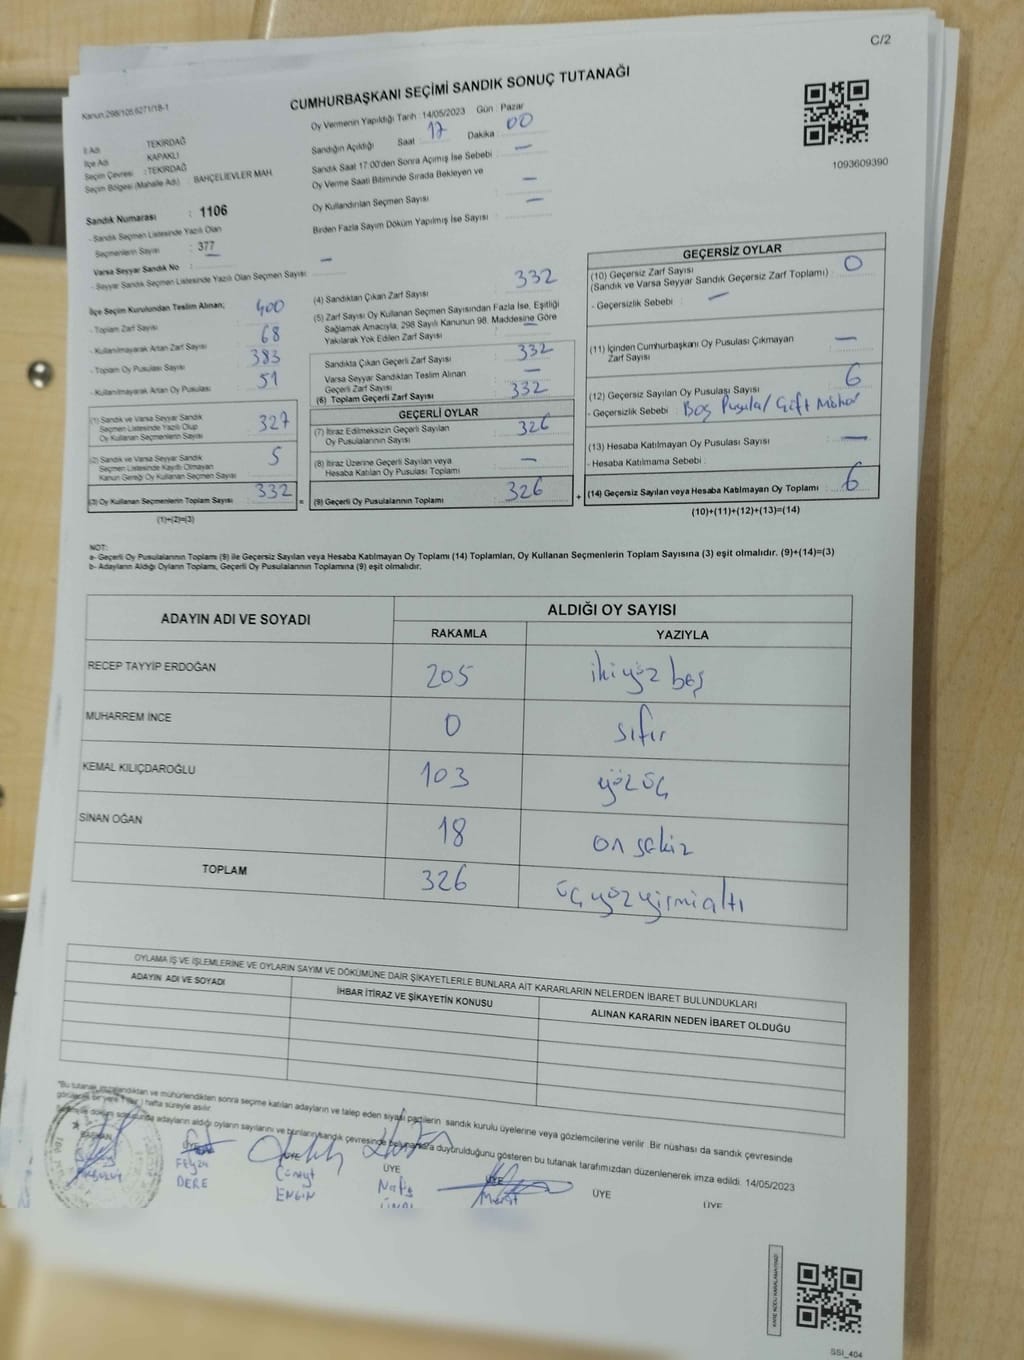 C/2
Kanun:298/105,6271/18-1
CUMHURBAŞKANI SEÇİMİ SANDIK SONUÇ TUTANAĞI
1093609390
İl Adı TEKİRDAĞ
İlçe Adı KAPAKLI
Seçim Çevresi : TEKİRDAĞ
Seçim Bölgesi (Mahalle Adı) : BAHÇELİEVLER MAH
Sandık Numarası : 1106
- Sandık Seçmen Listesinde Yazılı Olan
Seçmenlerin Sayısı : 377
Varsa Seyyar Sandık No :
- Seyyar Sandık Seçmen Listesinde Yazılı Olan Seçmen Sayısı : —
Oy Vermenin Yapıldığı Tarih : 14/05/2023 Gün : Pazar
Sandığın Açıldığı Saat 17 Dakika : 00
Sandık Saat 17:00'den Sonra Açımış İse Sebebi : —
Oy Verme Saati Bitiminde Sırada Bekleyen ve
Oy Kullandırılan Seçmen Sayısı : —
Birden Fazla Sayım Döküm Yapılmış İse Sayısı : —
İlçe Seçim Kurulundan Teslim Alınan;
- Toplam Zarf Sayısı : 400
- Kullanılmayarak Artan Zarf Sayısı : 68
- Toplam Oy Pusulası Sayısı : 383
- Kullanılmayarak Artan Oy Pusulası : 51
(1) Sandık ve Varsa Seyyar Sandık
Seçmen Listesinde Yazılı Olup
Oy Kullanan Seçmenlerin Sayısı : 327
(2) Sandık ve Varsa Seyyar Sandık
Seçmen Listesinde Kayıtlı Olmayan
Kanun Gereği Oy Kullanan Seçmen Sayısı : 5
(3) Oy Kullanan Seçmenlerin Toplam Sayısı : 332 =
(1)+(2)=(3)
(4) Sandıktan Çıkan Zarf Sayısı : 332
(5) Zarf Sayısı Oy Kullanan Seçmen Sayısından Fazla İse, Eşitliği
Sağlamak Amacıyla, 298 Sayılı Kanunun 98. Maddesine Göre
Yakılarak Yok Edilen Zarf Sayısı : —
Sandıkta Çıkan Geçerli Zarf Sayısı : 332
Varsa Seyyar Sandıktan Teslim Alınan
Geçerli Zarf Sayısı : —
(6) Toplam Geçerli Zarf Sayısı : 332
GEÇERLİ OYLAR
(7) İtiraz Edilmeksizin Geçerli Sayılan
Oy Pusulalarının Sayısı : 326
(8) İtiraz Üzerine Geçerli Sayılan veya
Hesaba Katılan Oy Pusulası Toplamı : —
(9) Geçerli Oy Pusulalarının Toplamı : 326 +
GEÇERSİZ OYLAR
(10) Geçersiz Zarf Sayısı
(Sandık ve Varsa Seyyar Sandık Geçersiz Zarf Toplamı) : 0
- Geçersizlik Sebebi : —
(11) İçinden Cumhurbaşkanı Oy Pusulası Çıkmayan
Zarf Sayısı : —
(12) Geçersiz Sayılan Oy Pusulası Sayısı : 6
- Geçersizlik Sebebi : Boş Pusula/ Çift Mühür
(13) Hesaba Katılmayan Oy Pusulası Sayısı : —
- Hesaba Katılmama Sebebi :
(14) Geçersiz Sayılan veya Hesaba Katılmayan Oy Toplamı : 6
(10)+(11)+(12)+(13)=(14)
NOT:
a- Geçerli Oy Pusulalarının Toplamı (9) ile Geçersiz Sayılan veya Hesaba Katılmayan Oy Toplamı (14) Toplamları, Oy Kullanan Seçmenlerin Toplam Sayısına (3) eşit olmalıdır. (9)+(14)=(3)
b- Adayların Aldığı Oyların Toplamı, Geçerli Oy Pusulalarının Toplamına (9) eşit olmalıdır.
ADAYIN ADI VE SOYADI ALDIĞI OY SAYISI
RAKAMLA YAZIYLA
RECEP TAYYİP ERDOĞAN 205 ikiyüz beş
MUHARREM İNCE 0 sıfır
KEMAL KILIÇDAROĞLU 103 yüz üç
SİNAN OĞAN 18 on sekiz
TOPLAM 326 üç yüz yirmi altı
OYLAMA İŞ VE İŞLEMLERİNE VE OYLARIN SAYIM VE DÖKÜMÜNE DAİR ŞİKAYETLERLE BUNLARA AİT KARARLARIN NELERDEN İBARET BULUNDUKLARI
ADAYIN ADI VE SOYADI İHBAR İTİRAZ VE ŞİKAYETİN KONUSU ALINAN KARARIN NEDEN İBARET OLDUĞU
"Bu tutanak imzalandıktan ve mühürlendikten sonra seçime katılan adayların ve talep eden siyasi partilerin sandık kurulu üyelerine veya gözlemcilerine verilir. Bir nüshası da sandık çevresinde
görülecek bir yere 1 (bir) hafta süreyle asılır.
döküm sonucunda adayların aldığı oyların sayılarını ve bunların sandık çevresinde bulunanlara duyurulduğunu gösteren bu tutanak tarafımızdan düzenlenerek imza edildi. 14/05/2023
BAŞKAN ÜYE ÜYE ÜYE ÜYE ÜYE ÜYE
FEyza Cüneyt Nafiş Murat
DERE ENGİN ÜNAL
SSİ_404